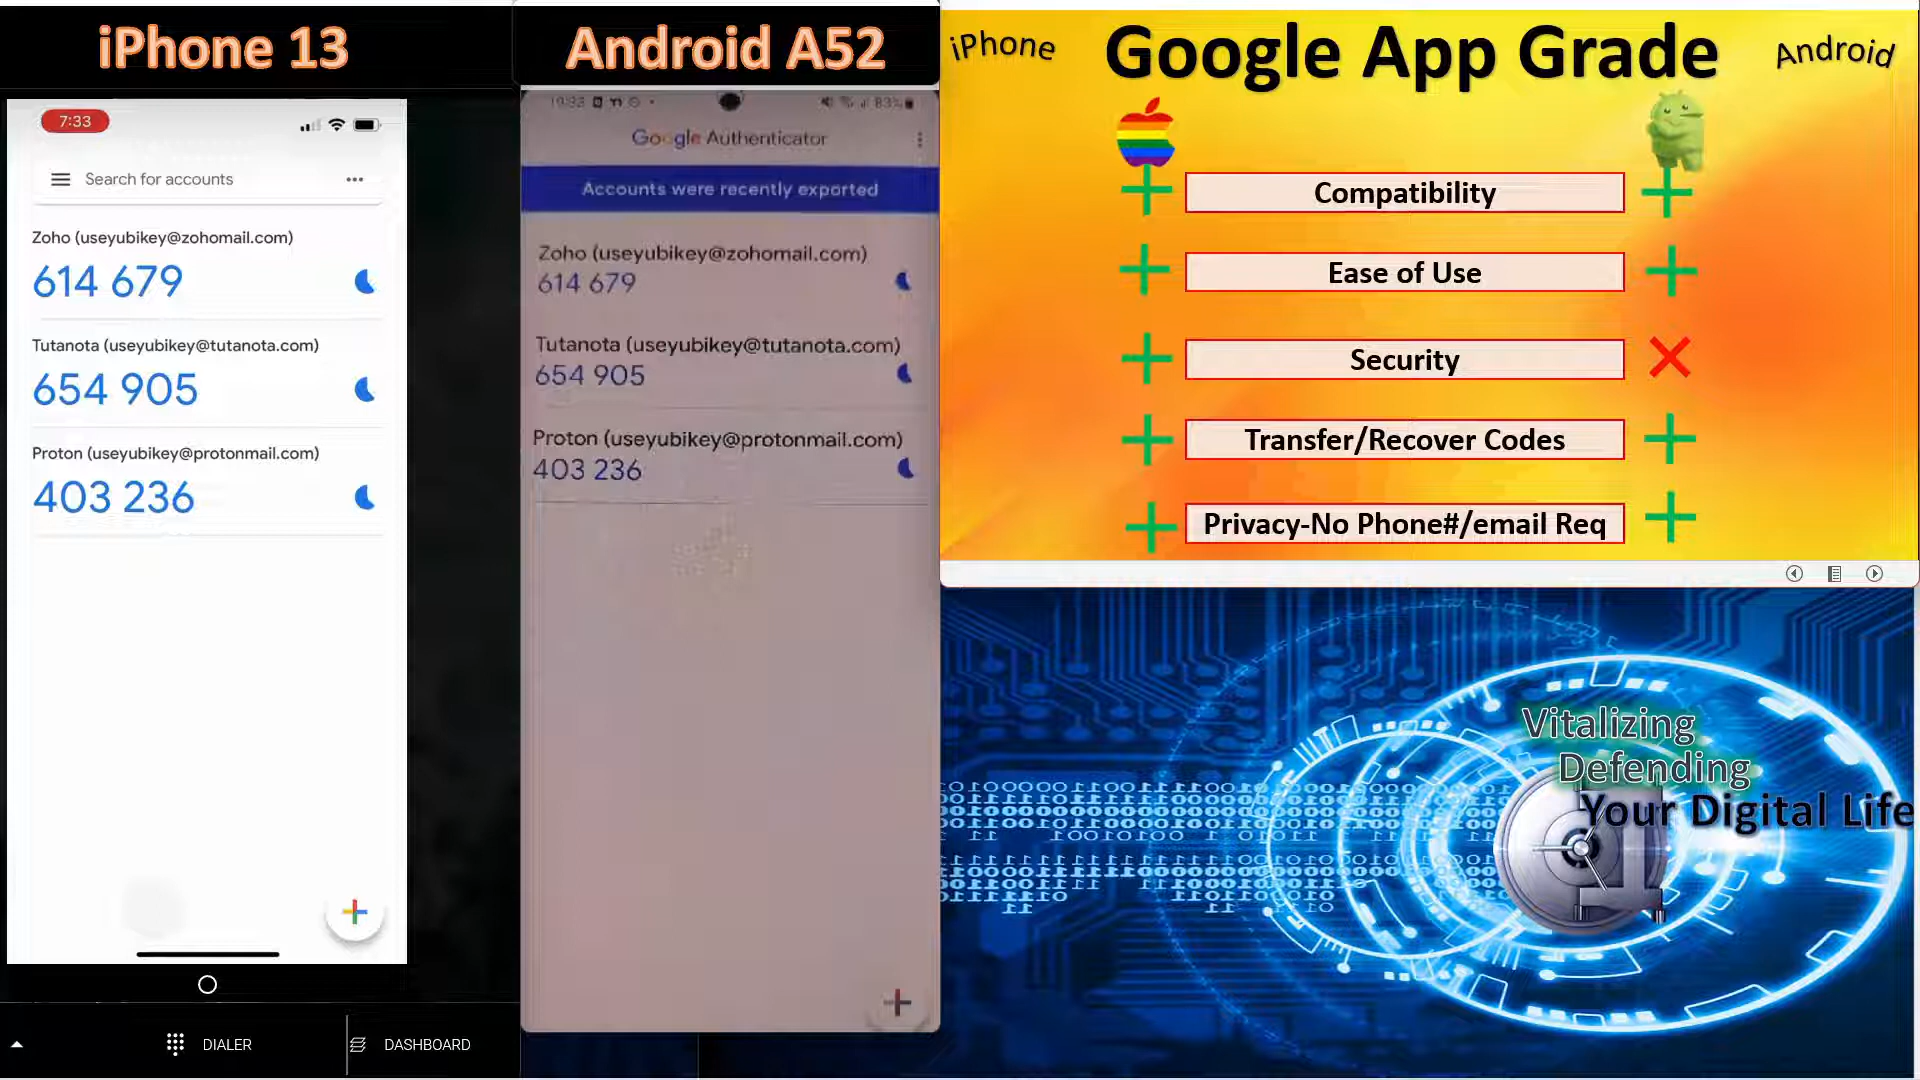 iPhone 13
7:33
Search for accounts
Zoho (useyubikey@zohomail.com)
614 679
Tutanota (useyubikey@tutanota.com)
654 905
Proton (useyubikey@protonmail.com)
403 236
DIALER
DASHBOARD
Android A52
83%
Google Authenticator
Accounts were recently exported
Zoho (useyubikey@zohomail.com)
614 679
Tutanota (useyubikey@tutanota.com)
654 905
Proton (useyubikey@protonmail.com)
403 236
iPhone
Google App Grade
Android
Compatibility
Ease of Use
Security
Transfer/Recover Codes
Privacy-No Phone#/email Req
Vitalizing
Defending
Your Digital Life